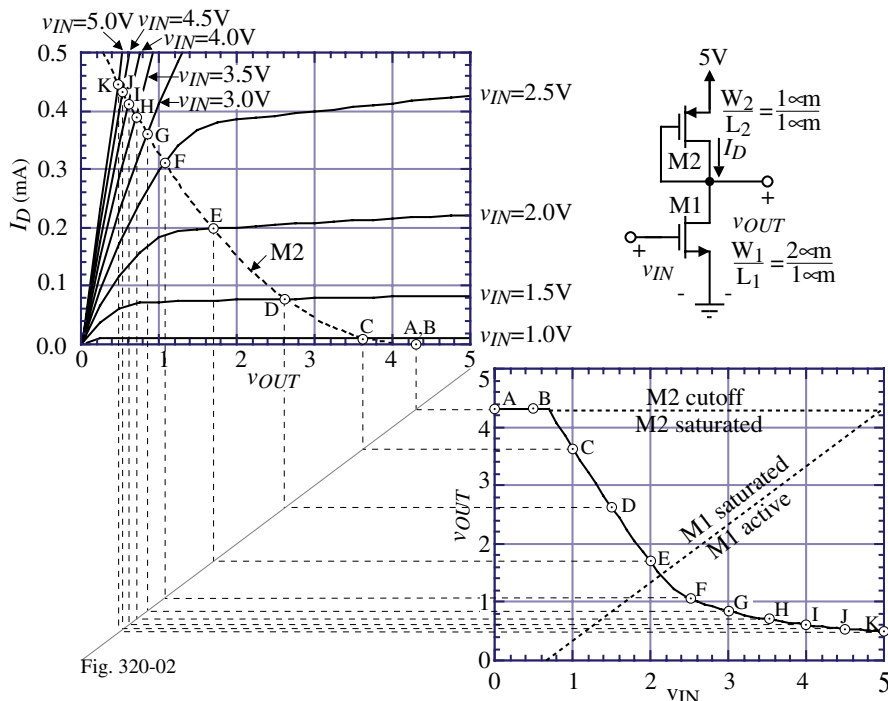 vIN=5.0V
vIN=4.5V
vIN=4.0V
vIN=3.5V
vIN=3.0V
vIN=2.5V
vIN=2.0V
vIN=1.5V
vIN=1.0V
ID (mA)
0.5
0.4
0.3
0.2
0.1
0.0
K
J
I
H
G
F
E
M2
D
C
A,B
0 1 2 3 4 5
vOUT
5V
W2/L2 = 1∝m/1∝m
M2
ID
M1
+
vOUT
+
vIN
W1/L1 = 2∝m/1∝m
-
-
5
4
3
2
1
0
vOUT
A
B
M2 cutoff
M2 saturated
C
D
M1 saturated
M1 active
E
F
G
H
I
J
K
0 1 2 3 4 5
vIN
Fig. 320-02